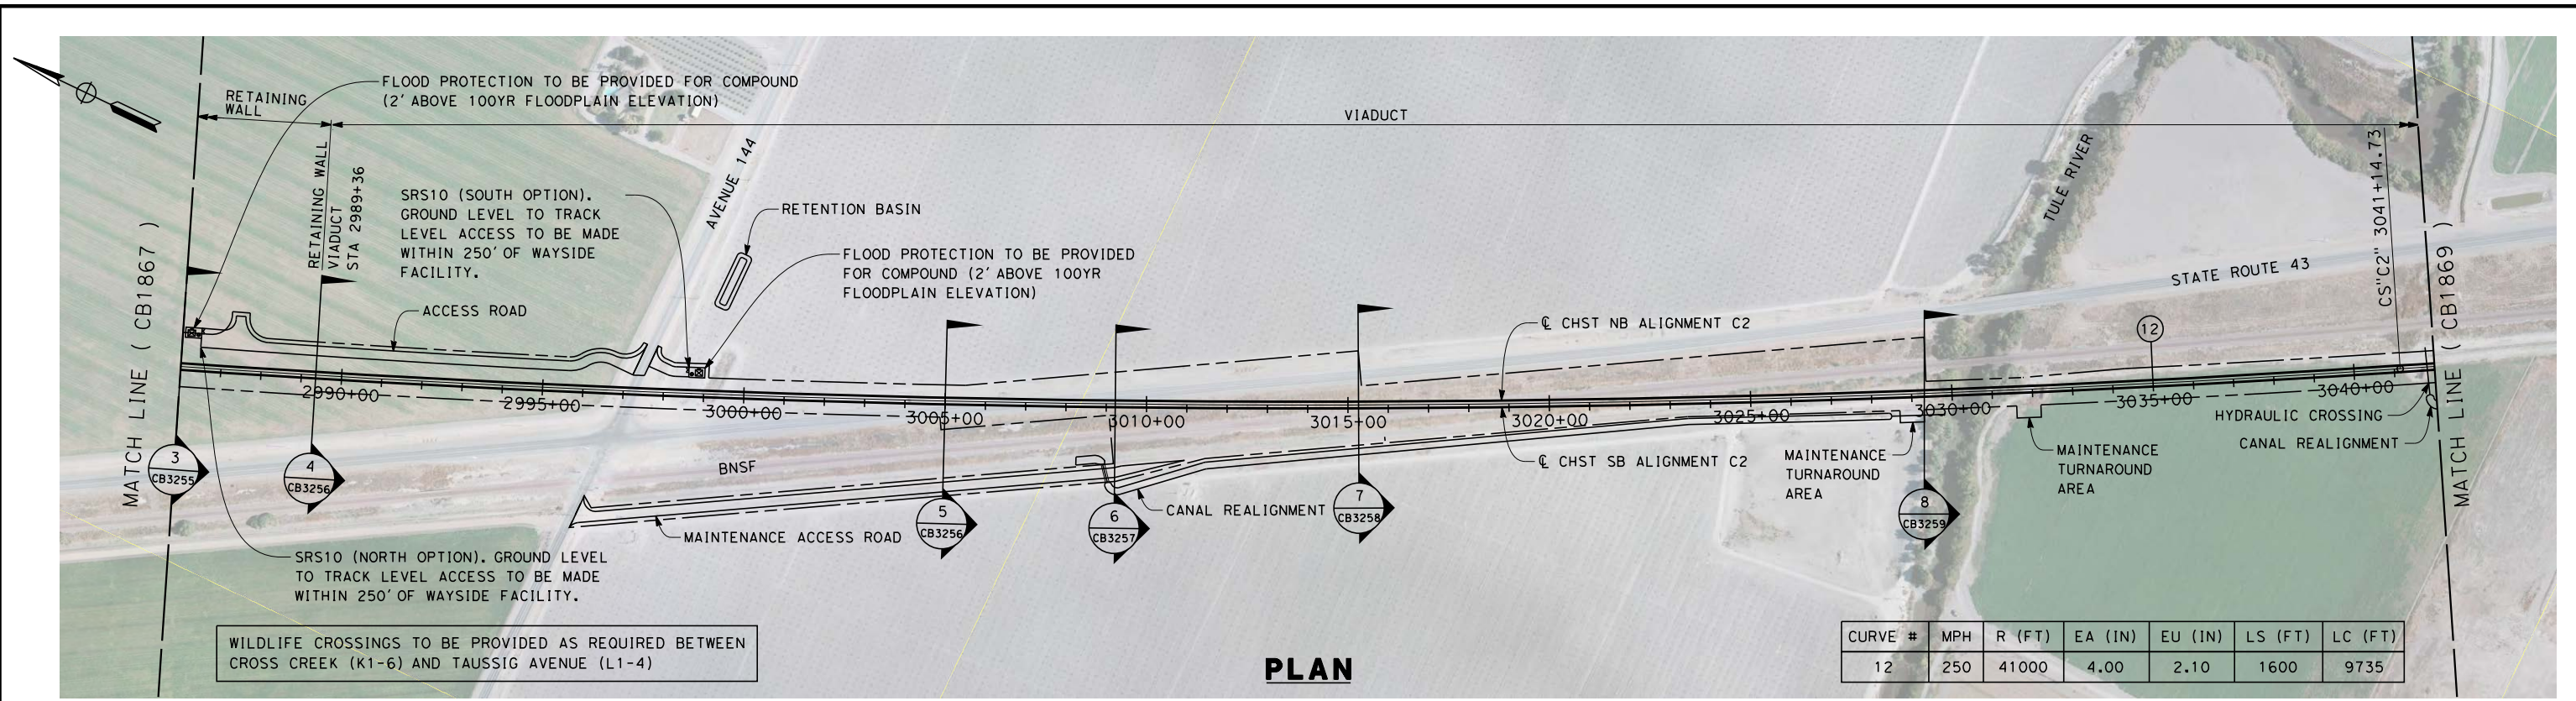 FLOOD PROTECTION TO BE PROVIDED FOR COMPOUND
(2' ABOVE 100YR FLOODPLAIN ELEVATION)
RETAINING
WALL
VIADUCT
RETAINING WALL
VIADUCT
STA 2989+36
SRS10 (SOUTH OPTION).
GROUND LEVEL TO TRACK
LEVEL ACCESS TO BE MADE
WITHIN 250' OF WAYSIDE
FACILITY.
AVENUE 144
RETENTION BASIN
FLOOD PROTECTION TO BE PROVIDED
FOR COMPOUND (2' ABOVE 100YR
FLOODPLAIN ELEVATION)
ACCESS ROAD
TULE RIVER
STATE ROUTE 43
CS"C2" 3041+14.73
MATCH LINE ( CB1867 )
MATCH LINE ( CB1869 )
℄ CHST NB ALIGNMENT C2
12
2990+00
2995+00
3000+00
3005+00
3010+00
3015+00
3020+00
3025+00
3030+00
3035+00
3040+00
HYDRAULIC CROSSING
CANAL REALIGNMENT
BNSF
℄ CHST SB ALIGNMENT C2
MAINTENANCE
TURNAROUND
AREA
MAINTENANCE
TURNAROUND
AREA
3
CB3255
4
CB3256
5
CB3256
6
CB3257
7
CB3258
8
CB3259
CANAL REALIGNMENT
MAINTENANCE ACCESS ROAD
SRS10 (NORTH OPTION). GROUND LEVEL
TO TRACK LEVEL ACCESS TO BE MADE
WITHIN 250' OF WAYSIDE FACILITY.
WILDLIFE CROSSINGS TO BE PROVIDED AS REQUIRED BETWEEN
CROSS CREEK (K1-6) AND TAUSSIG AVENUE (L1-4)
PLAN
CURVE # MPH R (FT) EA (IN) EU (IN) LS (FT) LC (FT)
12 250 41000 4.00 2.10 1600 9735